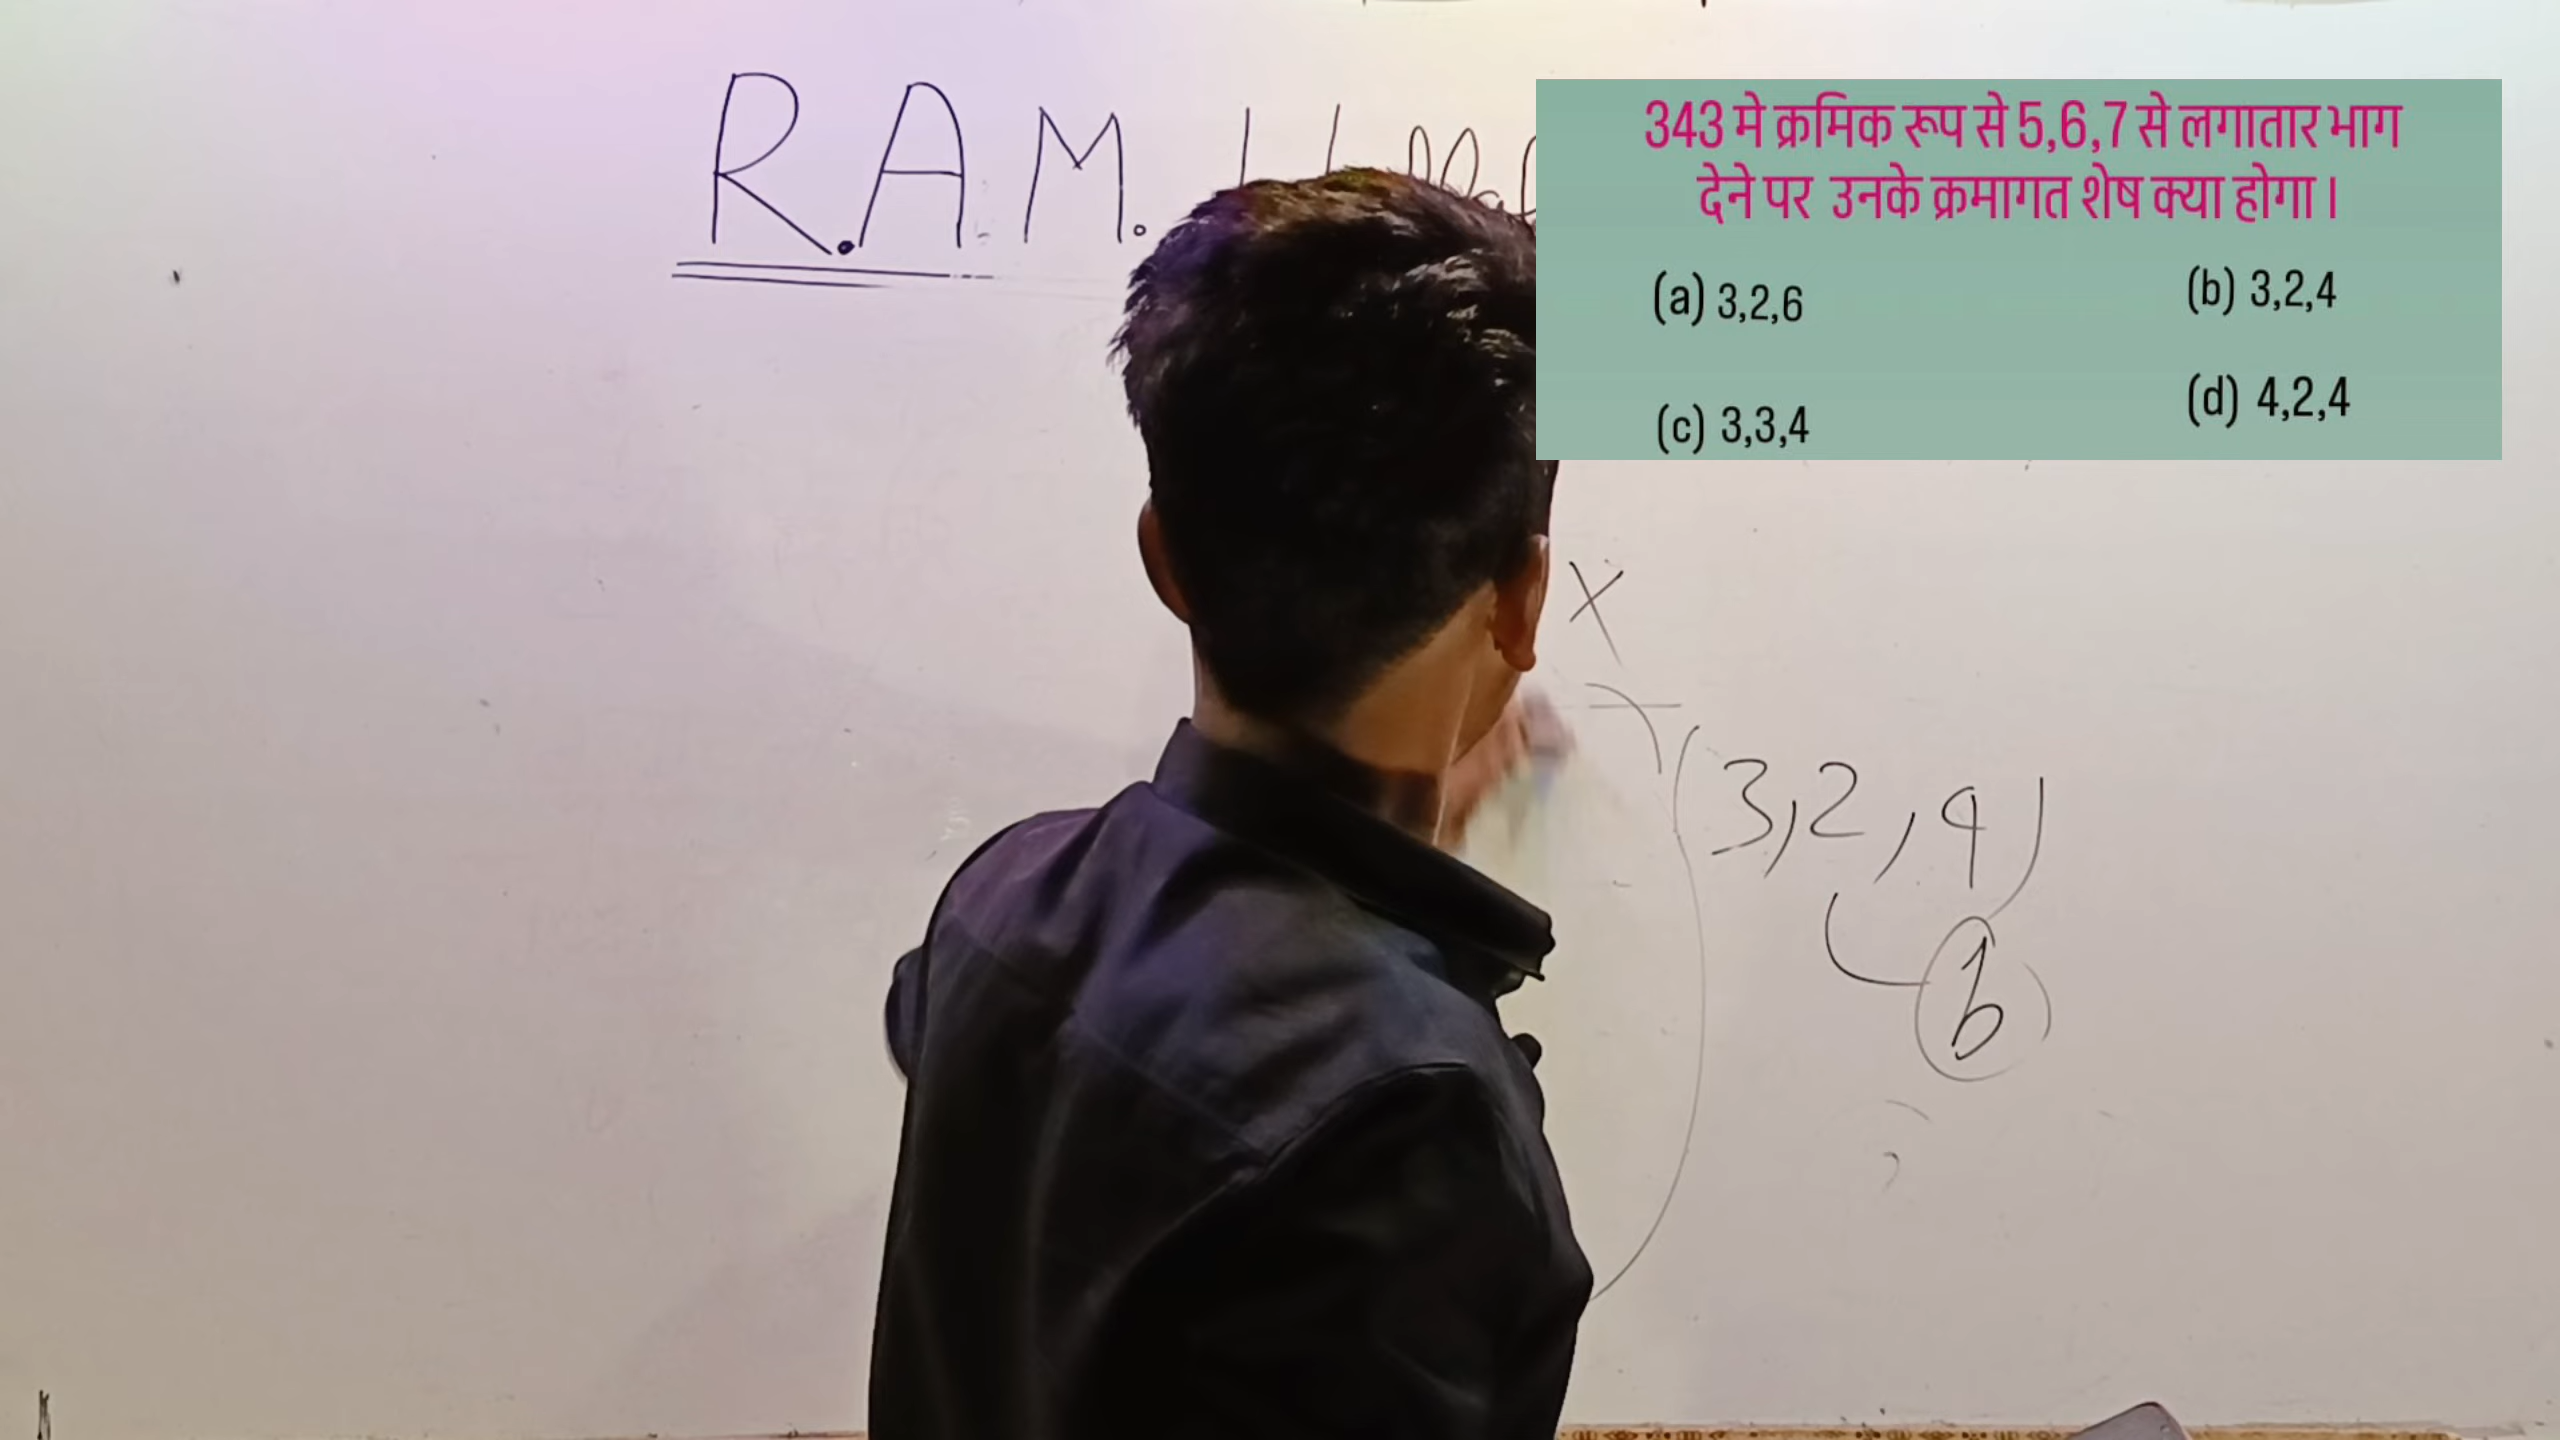 R.A.M.
343 मे क्रमिक रूप से 5,6,7 से लगातार भाग
देने पर उनके क्रमागत शेष क्या होगा।
(a) 3,2,6
(b) 3,2,4
(c) 3,3,4
(d) 4,2,4
X
(3,2,4)
b